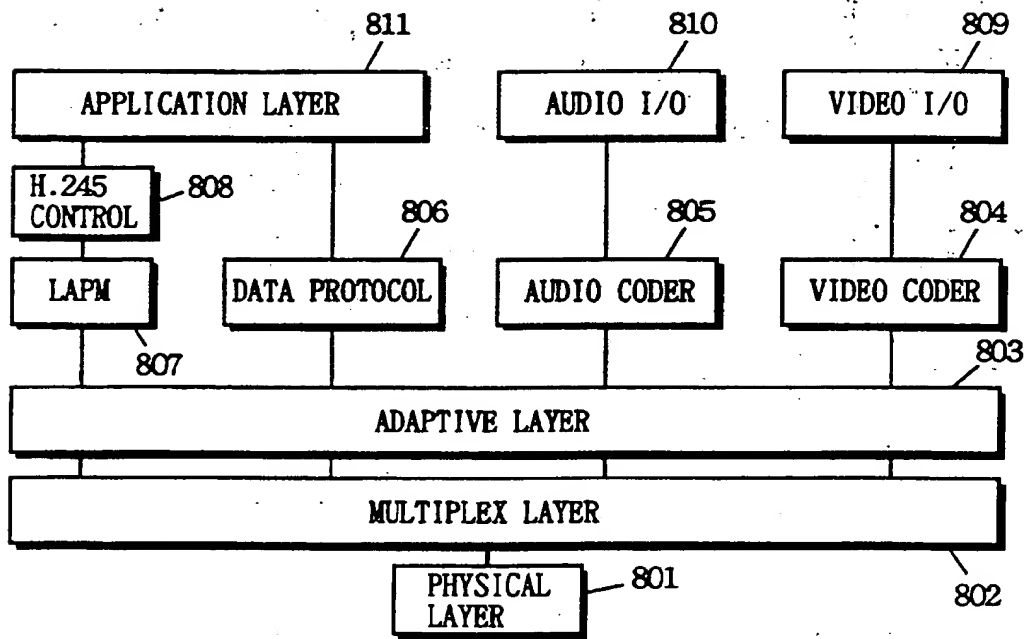 811
810
809
APPLICATION LAYER
AUDIO I/O
VIDEO I/O
H.245
CONTROL
808
806
805
804
LAPM
DATA PROTOCOL
AUDIO CODER
VIDEO CODER
807
803
ADAPTIVE LAYER
MULTIPLEX LAYER
PHYSICAL
LAYER
801
802